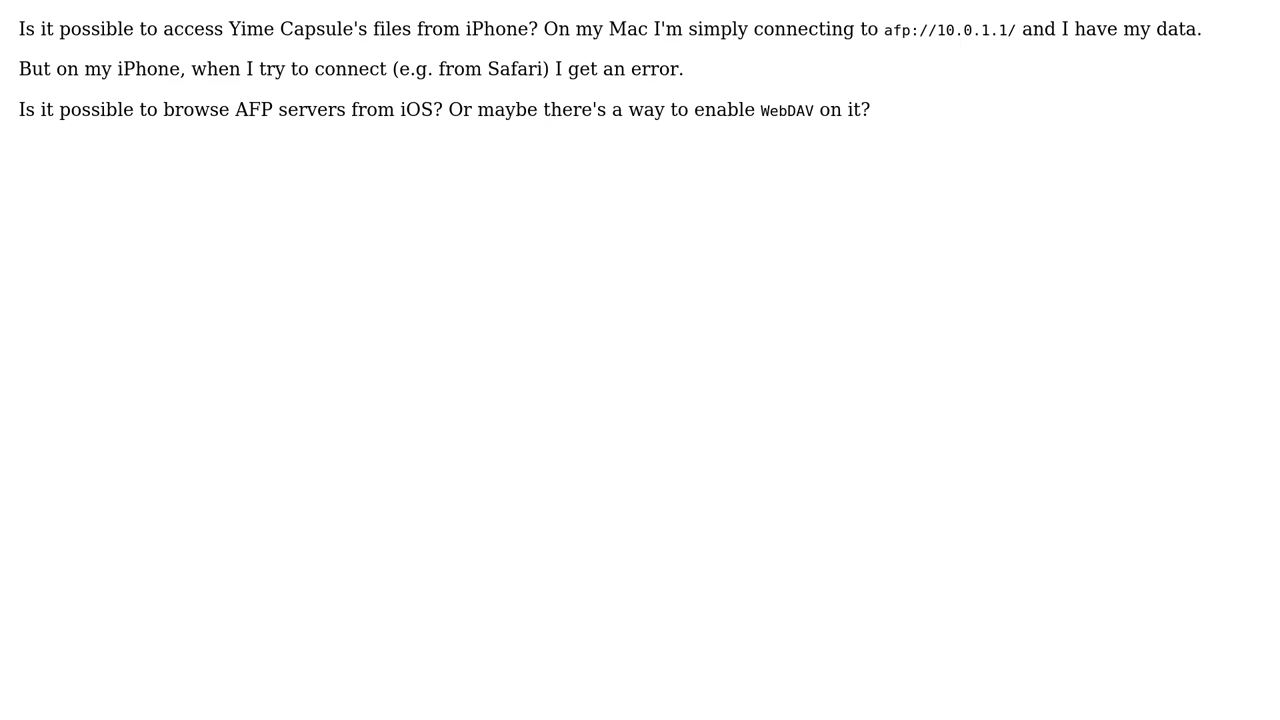 Is it possible to access Yime Capsule's files from iPhone? On my Mac I'm simply connecting to afp://10.0.1.1/ and I have my data.
But on my iPhone, when I try to connect (e.g. from Safari) I get an error.
Is it possible to browse AFP servers from iOS? Or maybe there's a way to enable WebDAV on it?